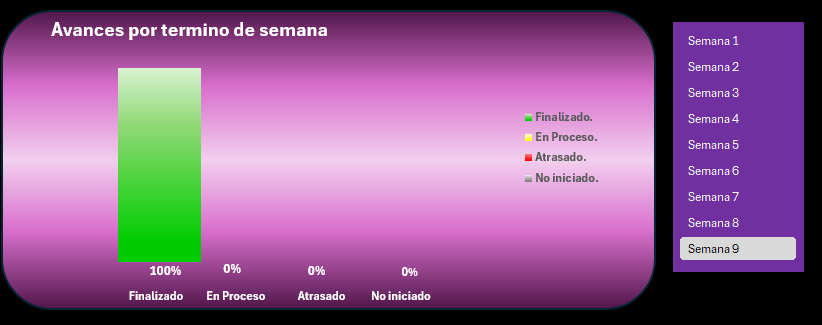 Avances por termino de semana
Finalizado.
En Proceso.
Atrasado.
No iniciado.
100%
0%
0%
0%
Finalizado
En Proceso
Atrasado
No iniciado
Semana 1
Semana 2
Semana 3
Semana 4
Semana 5
Semana 6
Semana 7
Semana 8
Semana 9